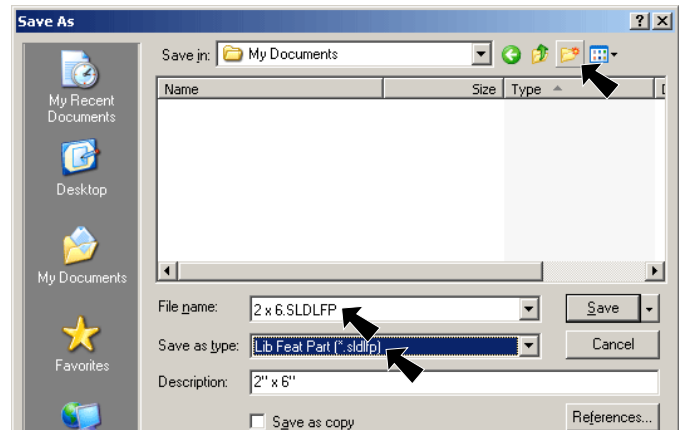 Save As
Save in: My Documents
Name Size Type
My Recent
Documents
Desktop
My Documents
Favorites
File name: 2 x 6.SLDLFP Save
Save as type: Lib Feat Part (*.sldlfp) Cancel
Description: 2" x 6"
Save as copy References...